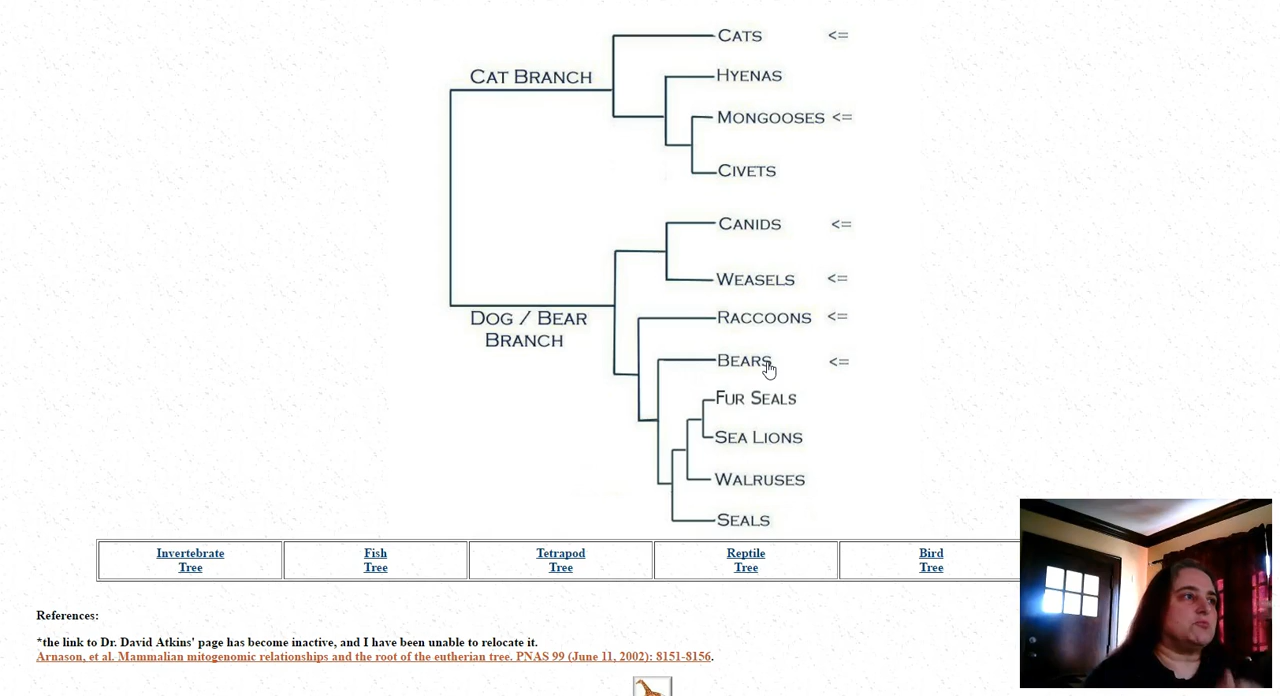 CATS <=
CAT BRANCH
HYENAS
MONGOOSES <=
CIVETS
CANIDS <=
WEASELS <=
DOG / BEAR
BRANCH
RACCOONS <=
BEARS <=
FUR SEALS
SEA LIONS
WALRUSES
SEALS
Invertebrate
Tree
Fish
Tree
Tetrapod
Tree
Reptile
Tree
Bird
Tree
References:
*the link to Dr. David Atkins' page has become inactive, and I have been unable to relocate it.
Arnason, et al. Mammalian mitogenomic relationships and the root of the eutherian tree. PNAS 99 (June 11, 2002): 8151-8156.